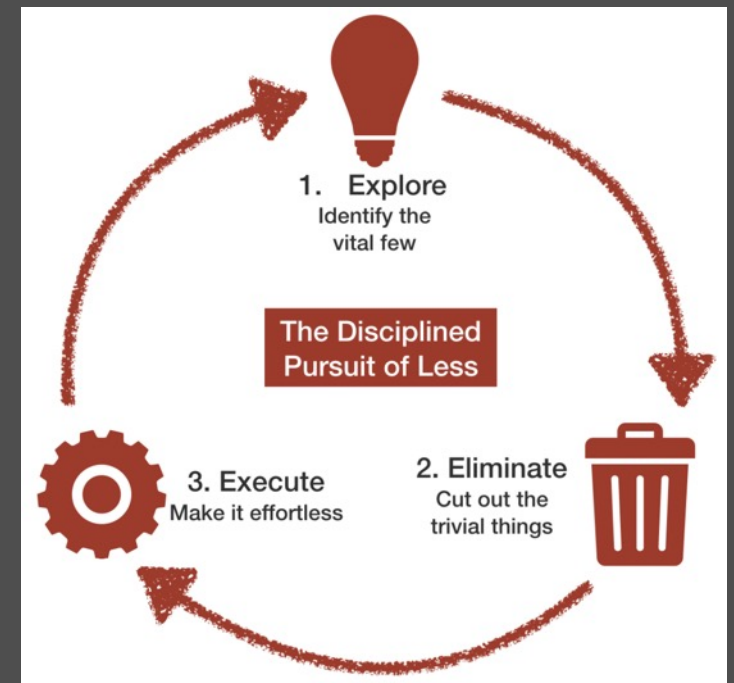 1. Explore
Identify the
vital few
The Disciplined
Pursuit of Less
2. Eliminate
Cut out the
trivial things
3. Execute
Make it effortless